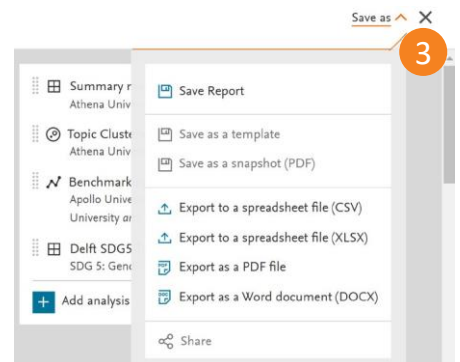 Save as
3
Summary
Athena Univ
Save Report
Topic Cluste
Athena Univ
Save as a template
Save as a snapshot (PDF)
Benchmark
Apollo Unive
University an
Export to a spreadsheet file (CSV)
Export to a spreadsheet file (XLSX)
Delft SDG5
SDG 5: Gend
Export as a PDF file
Add analysis
Export as a Word document (DOCX)
Share